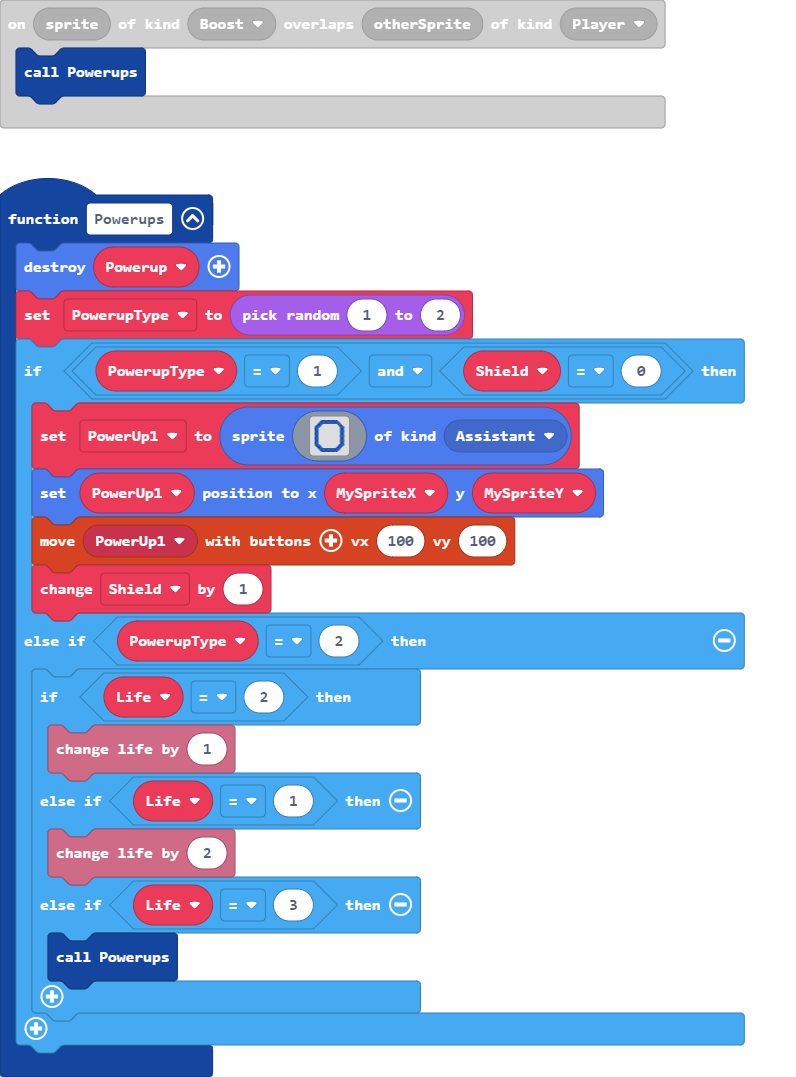 on sprite of kind Boost overlaps otherSprite of kind Player
call Powerups
function Powerups
destroy Powerup
set PowerupType to pick random 1 to 2
if PowerupType = 1 and Shield = 0 then
set PowerUp1 to sprite of kind Assistant
set PowerUp1 position to x MySpriteX y MySpriteY
move PowerUp1 with buttons vx 100 vy 100
change Shield by 1
else if PowerupType = 2 then
if Life = 2 then
change life by 1
else if Life = 1 then
change life by 2
else if Life = 3 then
call Powerups